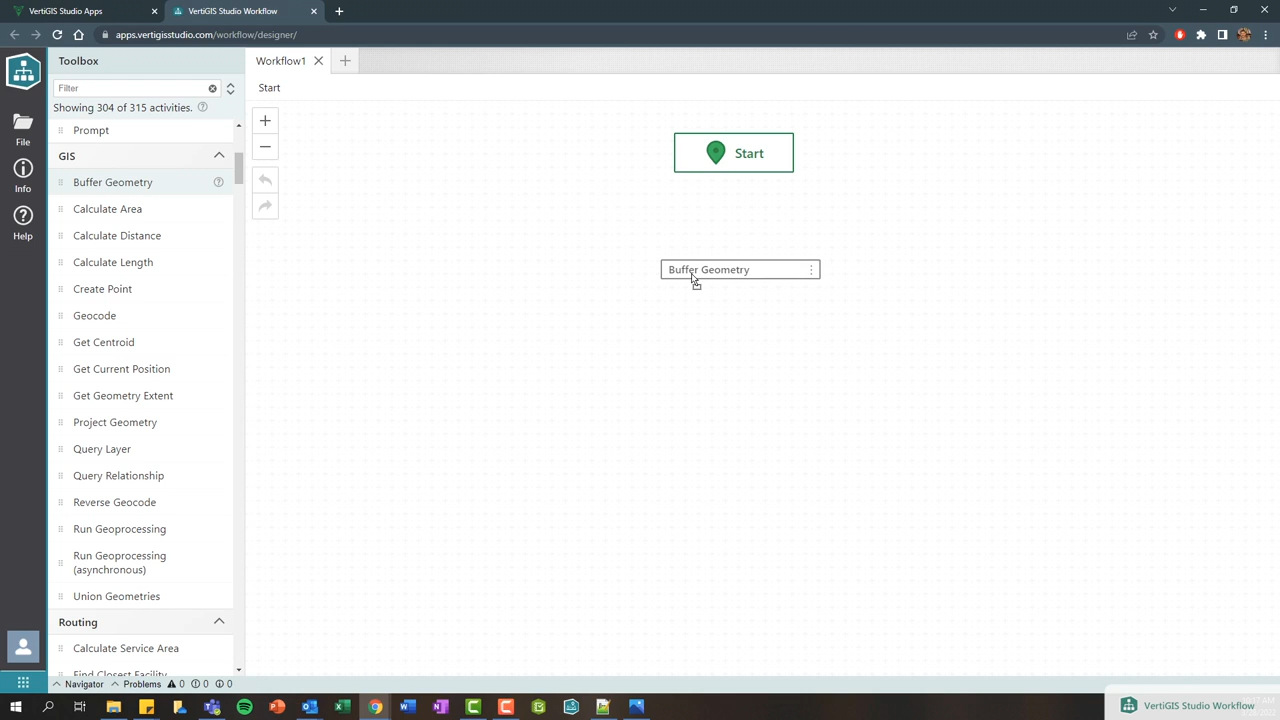 VertiGIS Studio Apps
VertiGIS Studio Workflow
apps.vertigisstudio.com/workflow/designer/
Toolbox
Filter
Showing 304 of 315 activities.
Prompt
GIS
Buffer Geometry
Calculate Area
Calculate Distance
Calculate Length
Create Point
Geocode
Get Centroid
Get Current Position
Get Geometry Extent
Project Geometry
Query Layer
Query Relationship
Reverse Geocode
Run Geoprocessing
Run Geoprocessing
(asynchronous)
Union Geometries
Routing
Calculate Service Area
Find Closest Facility
File
Info
Help
Workflow1
Start
Start
Buffer Geometry
Navigator
Problems 0 0 0
VertiGIS Studio Workflow